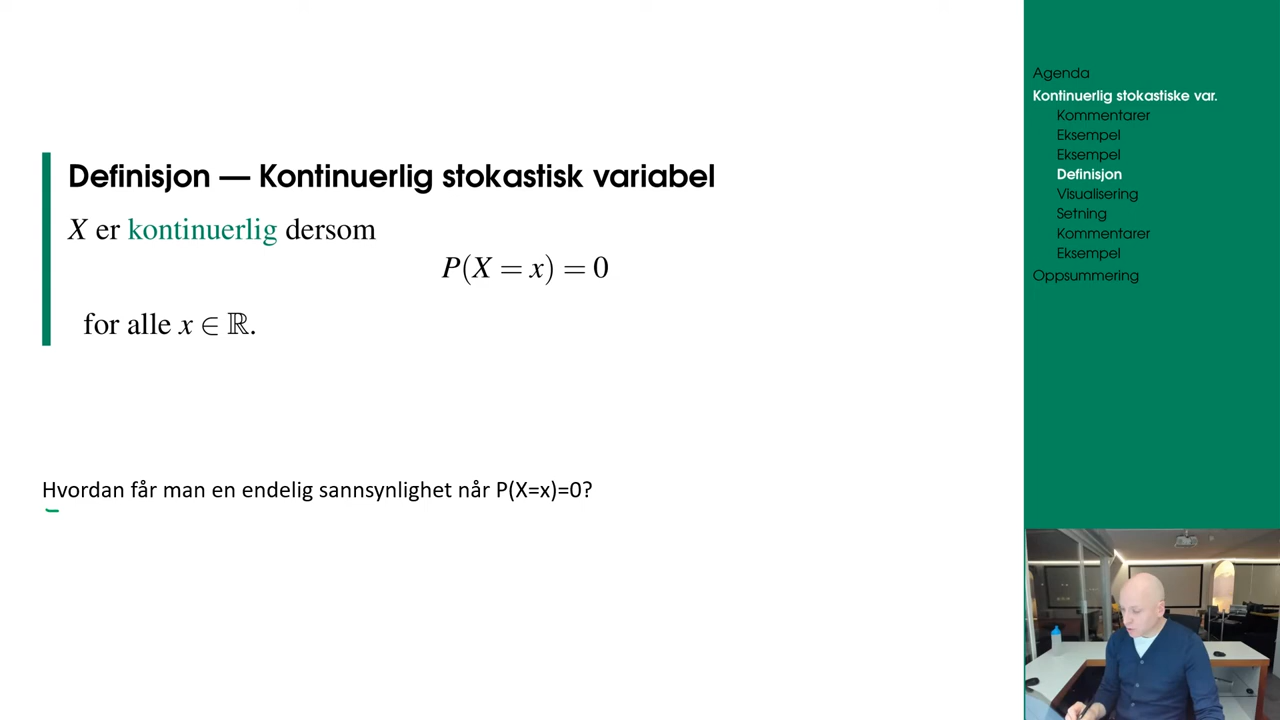 Definisjon — Kontinuerlig stokastisk variabel
X er kontinuerlig dersom
P(X = x) = 0
for alle x ∈ ℝ.
Hvordan får man en endelig sannsynlighet når P(X=x)=0?
Agenda
Kontinuerlig stokastiske var.
Kommentarer
Eksempel
Eksempel
Definisjon
Visualisering
Setning
Kommentarer
Eksempel
Oppsummering